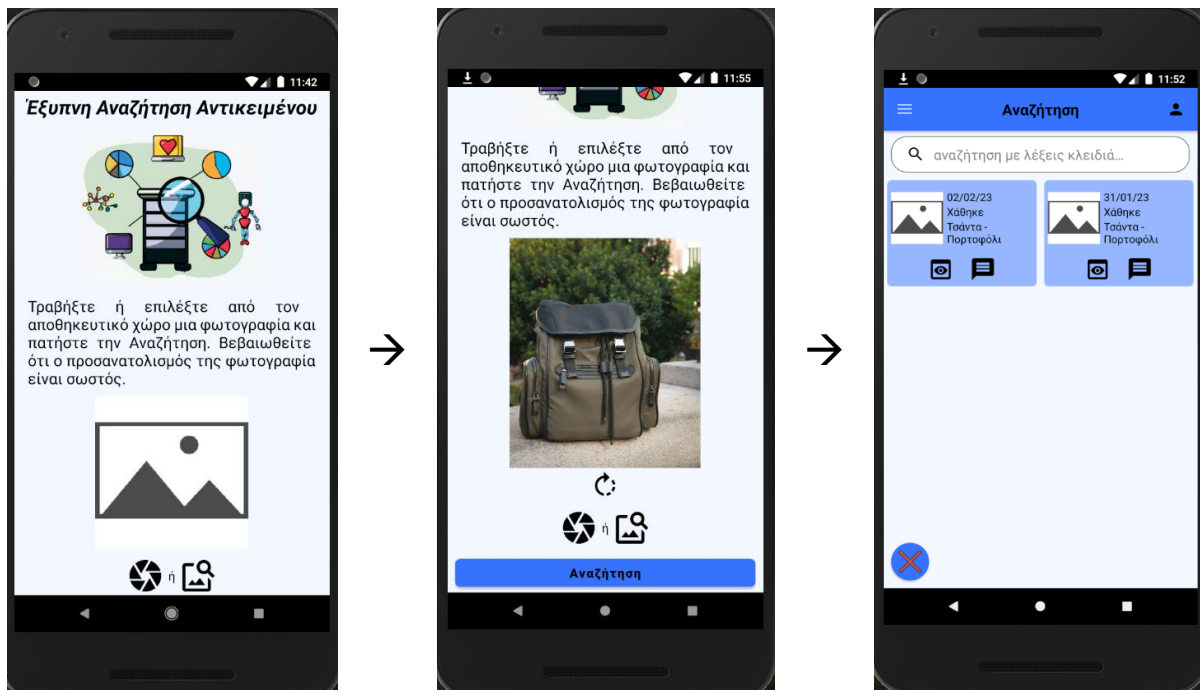 11:42
Έξυπνη Αναζήτηση Αντικειμένου
Τραβήξτε ή επιλέξτε από τον
αποθηκευτικό χώρο μια φωτογραφία και
πατήστε την Αναζήτηση. Βεβαιωθείτε
ότι ο προσανατολισμός της φωτογραφία
είναι σωστός.
ή
11:55
Τραβήξτε ή επιλέξτε από τον
αποθηκευτικό χώρο μια φωτογραφία και
πατήστε την Αναζήτηση. Βεβαιωθείτε
ότι ο προσανατολισμός της φωτογραφία
είναι σωστός.
ή
Αναζήτηση
11:52
Αναζήτηση
αναζήτηση με λέξεις κλειδιά...
02/02/23
Χάθηκε
Τσάντα -
Πορτοφόλι
31/01/23
Χάθηκε
Τσάντα -
Πορτοφόλι